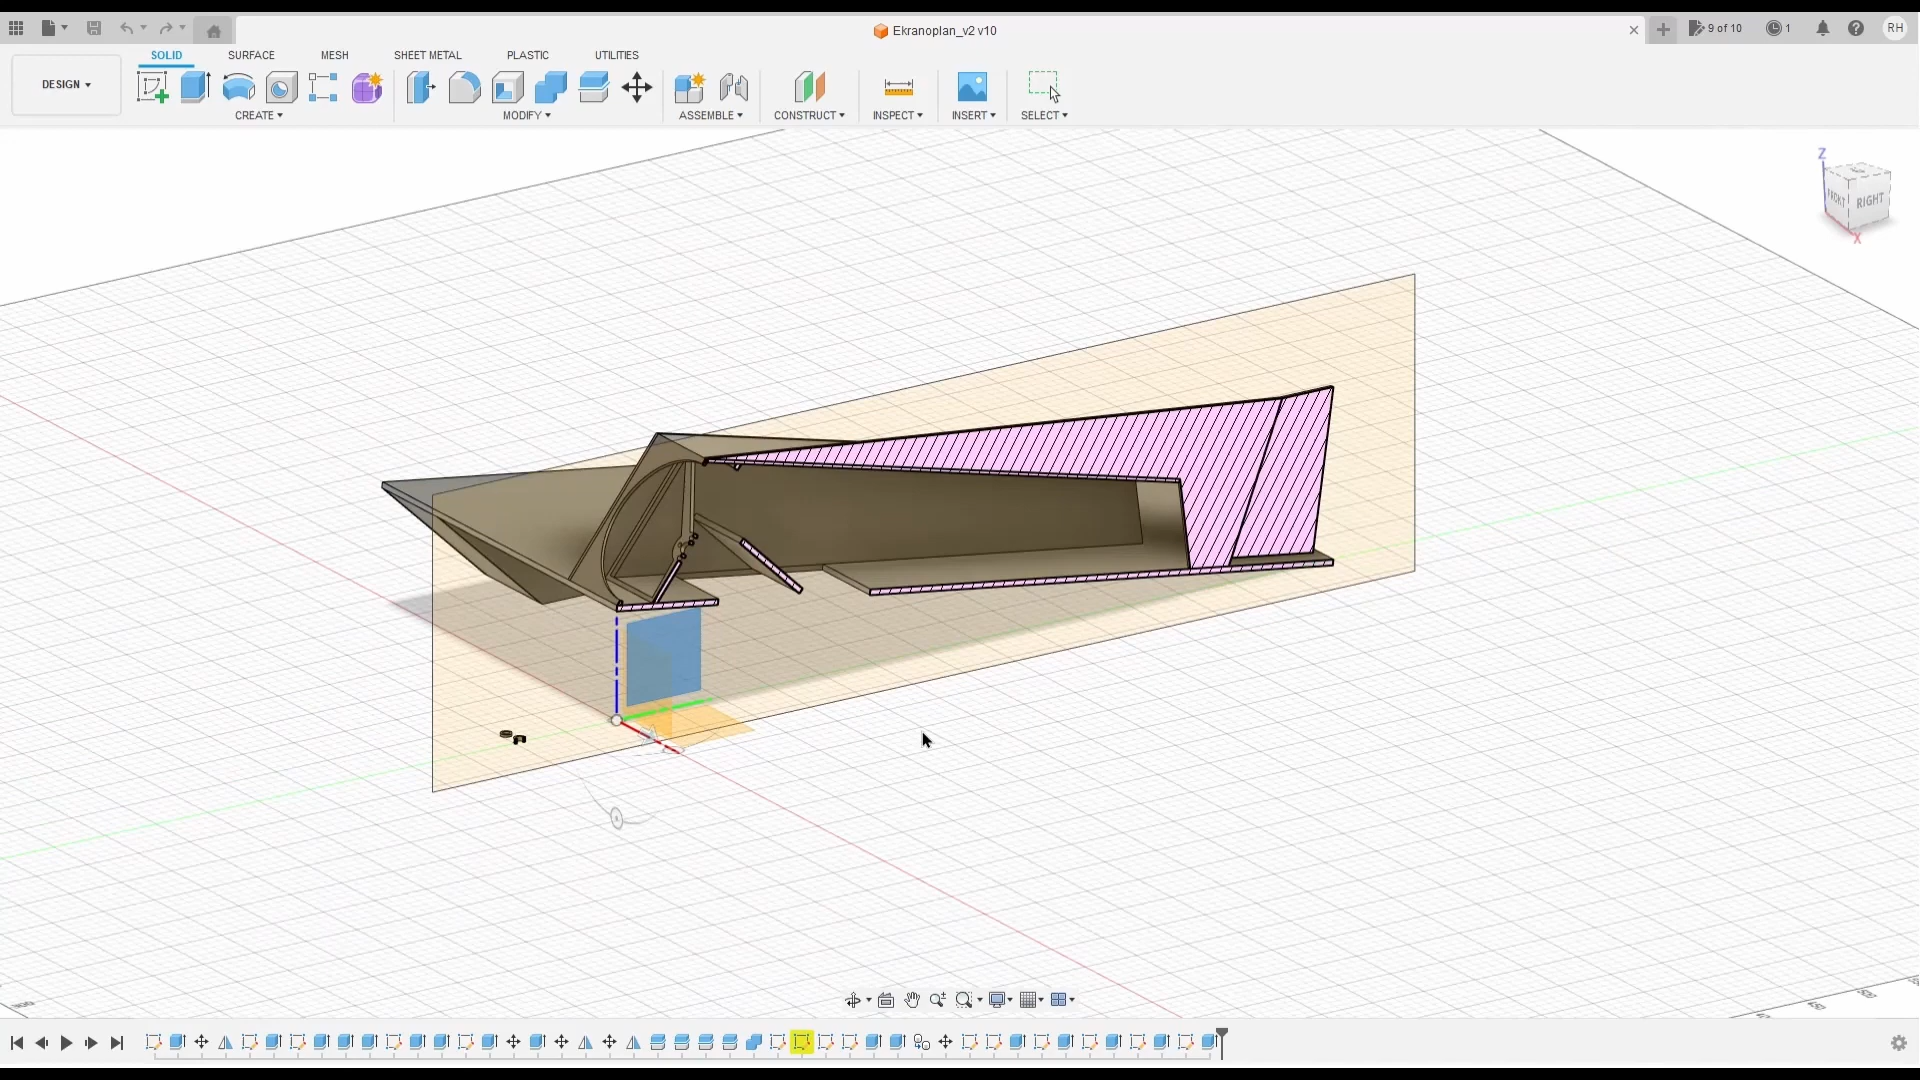 Ekranoplan_v2 v10
9 of 10
1
RH
DESIGN
SOLID SURFACE MESH SHEET METAL PLASTIC UTILITIES
CREATE MODIFY ASSEMBLE CONSTRUCT INSPECT INSERT SELECT
Z
FRONT RIGHT
X